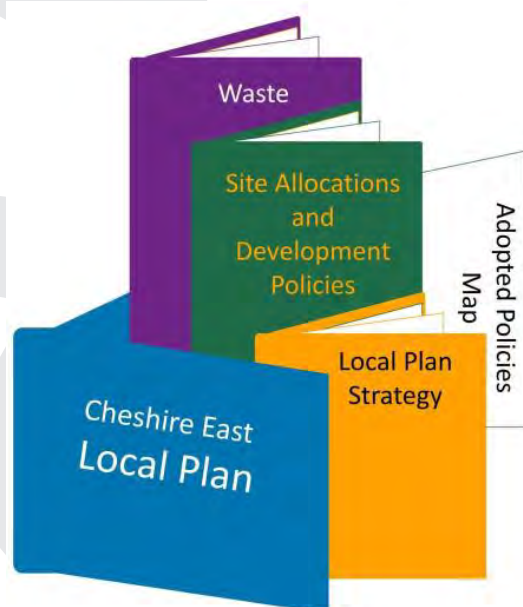 Waste
Site Allocations
and
Development
Policies
Adopted Policies
Map
Local Plan
Strategy
Cheshire East
Local Plan